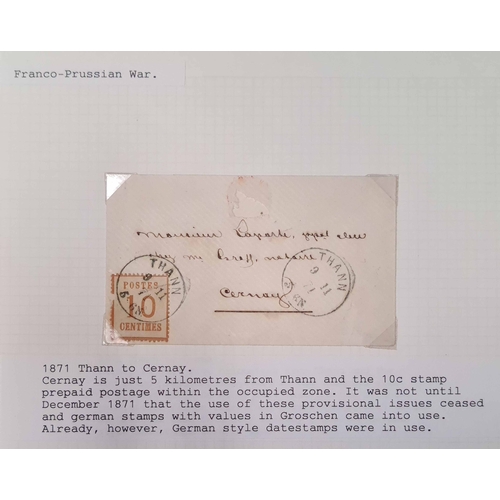 Franco-Prussian War.
Monsieur Laporte,
Cernay
THANN
9 11
POSTES
10
CENTIMES
THANN
9 11
1871 Thann to Cernay.
Cernay is just 5 kilometres from Thann and the 10c stamp
prepaid postage within the occupied zone. It was not until
December 1871 that the use of these provisional issues ceased
and german stamps with values in Groschen came into use.
Already, however, German style datestamps were in use.